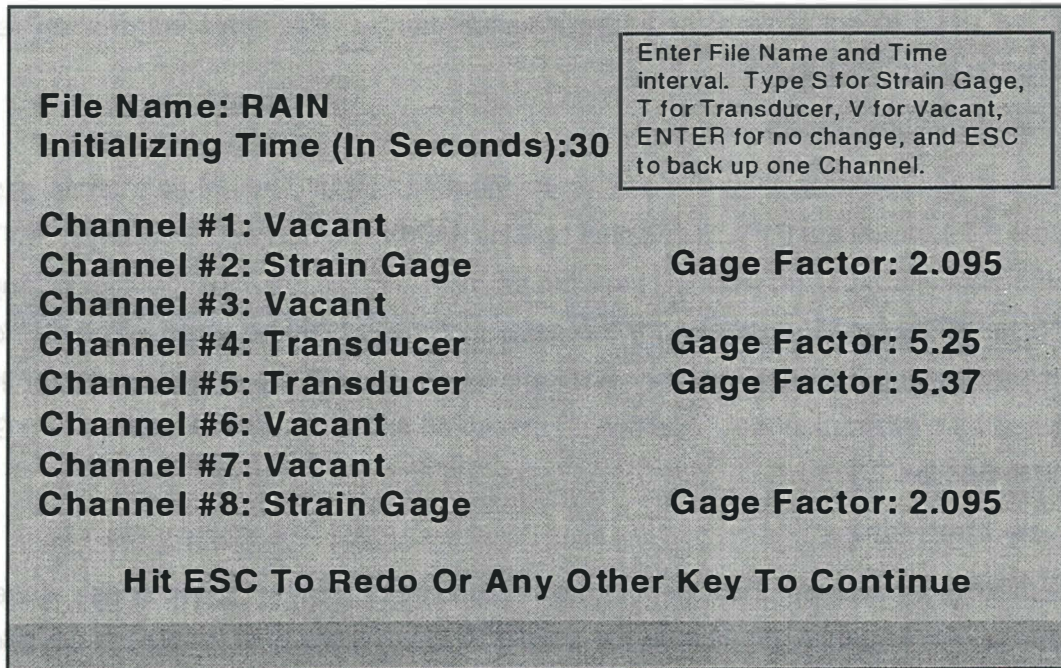 Enter File Name and Time
interval. Type S for Strain Gage,
T for Transducer, V for Vacant,
ENTER for no change, and ESC
to back up one Channel.
File Name: RAIN
Initializing Time (In Seconds):30
Channel #1: Vacant
Channel #2: Strain Gage Gage Factor: 2.095
Channel #3: Vacant
Channel #4: Transducer Gage Factor: 5.25
Channel #5: Transducer Gage Factor: 5.37
Channel #6: Vacant
Channel #7: Vacant
Channel #8: Strain Gage Gage Factor: 2.095
Hit ESC To Redo Or Any Other Key To Continue